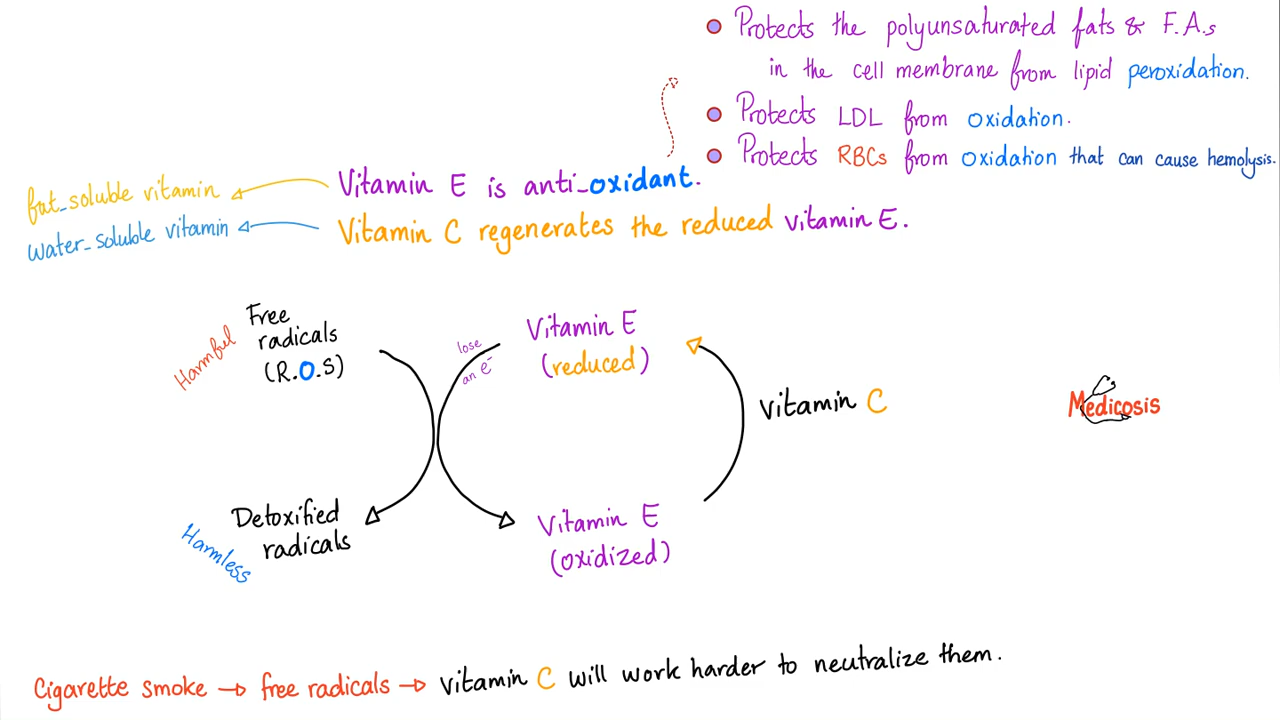 Protects the polyunsaturated fats & F.A.s
in the cell membrane from lipid peroxidation.
Protects LDL from oxidation.
Protects RBCs from oxidation that can cause hemolysis.
fat_soluble vitamin
Vitamin E is anti_oxidant.
water_soluble vitamin
Vitamin C regenerates the reduced vitamin E.
Harmful
Free
radicals
(R.O.S)
lose
an e-
Vitamin E
(reduced)
vitamin C
Medicosis
Harmless
Detoxified
radicals
Vitamin E
(oxidized)
Cigarette smoke → free radicals → vitamin C will work harder to neutralize them.